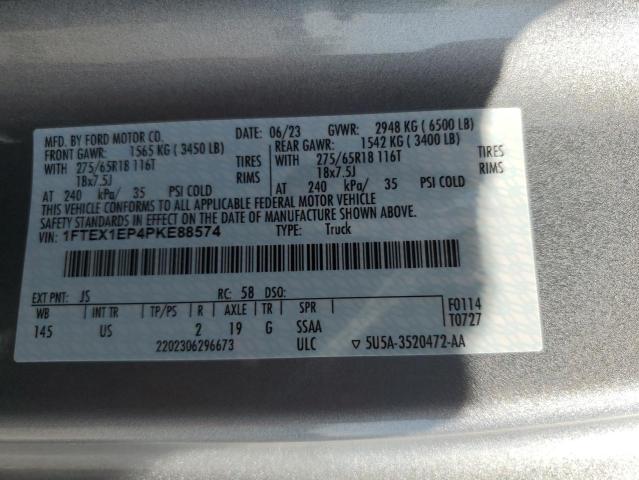 MFD. BY FORD MOTOR CO. DATE: 06/23 GVWR: 2948 KG ( 6500 LB)
FRONT GAWR: 1565 KG ( 3450 LB) REAR GAWR: 1542 KG ( 3400 LB)
WITH 275/65R18 116T TIRES WITH 275/65R18 116T TIRES
18x7.5J RIMS 18x7.5J RIMS
AT 240 kPa/ 35 PSI COLD AT 240 kPa/ 35 PSI COLD
THIS VEHICLE CONFORMS TO ALL APPLICABLE FEDERAL MOTOR VEHICLE
SAFETY STANDARDS IN EFFECT ON THE DATE OF MANUFACTURE SHOWN ABOVE.
VIN: 1FTEX1EP4PKE88574 TYPE: Truck
EXT PNT: JS RC: 58 DSO:
WB INT TR TP/PS R AXLE TR SPR F0114
145 US 2 19 G SSAA T0727
2202306296673 ULC ▽ 5U5A-3520472-AA